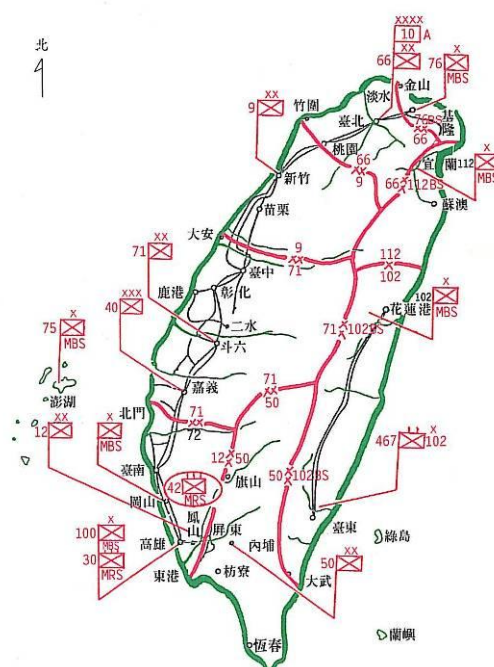 北
XXXX
10 A
XX
66
X
76
MBS
金山
淡水
XX
9
竹圍
臺北
基隆
76BS
66
桃園
66
9
宜蘭
112
X
MBS
66
112BS
新竹
蘇澳
苗栗
大安
XX
71
9
71
臺中
112
102
XXX
40
鹿港
彰化
花蓮港
102
X
MBS
二水
X
75
MBS
斗六
71
102BS
澎湖
嘉義
71
50
北門
71
72
XX
12
X
MBS
467
102
12
50
臺南
42
MRS
旗山
50
102BS
岡山
鳳山
屏東
內埔
臺東
綠島
X
100
MBS
30
MRS
高雄
XX
50
東港
枋寮
大武
恆春
蘭嶼